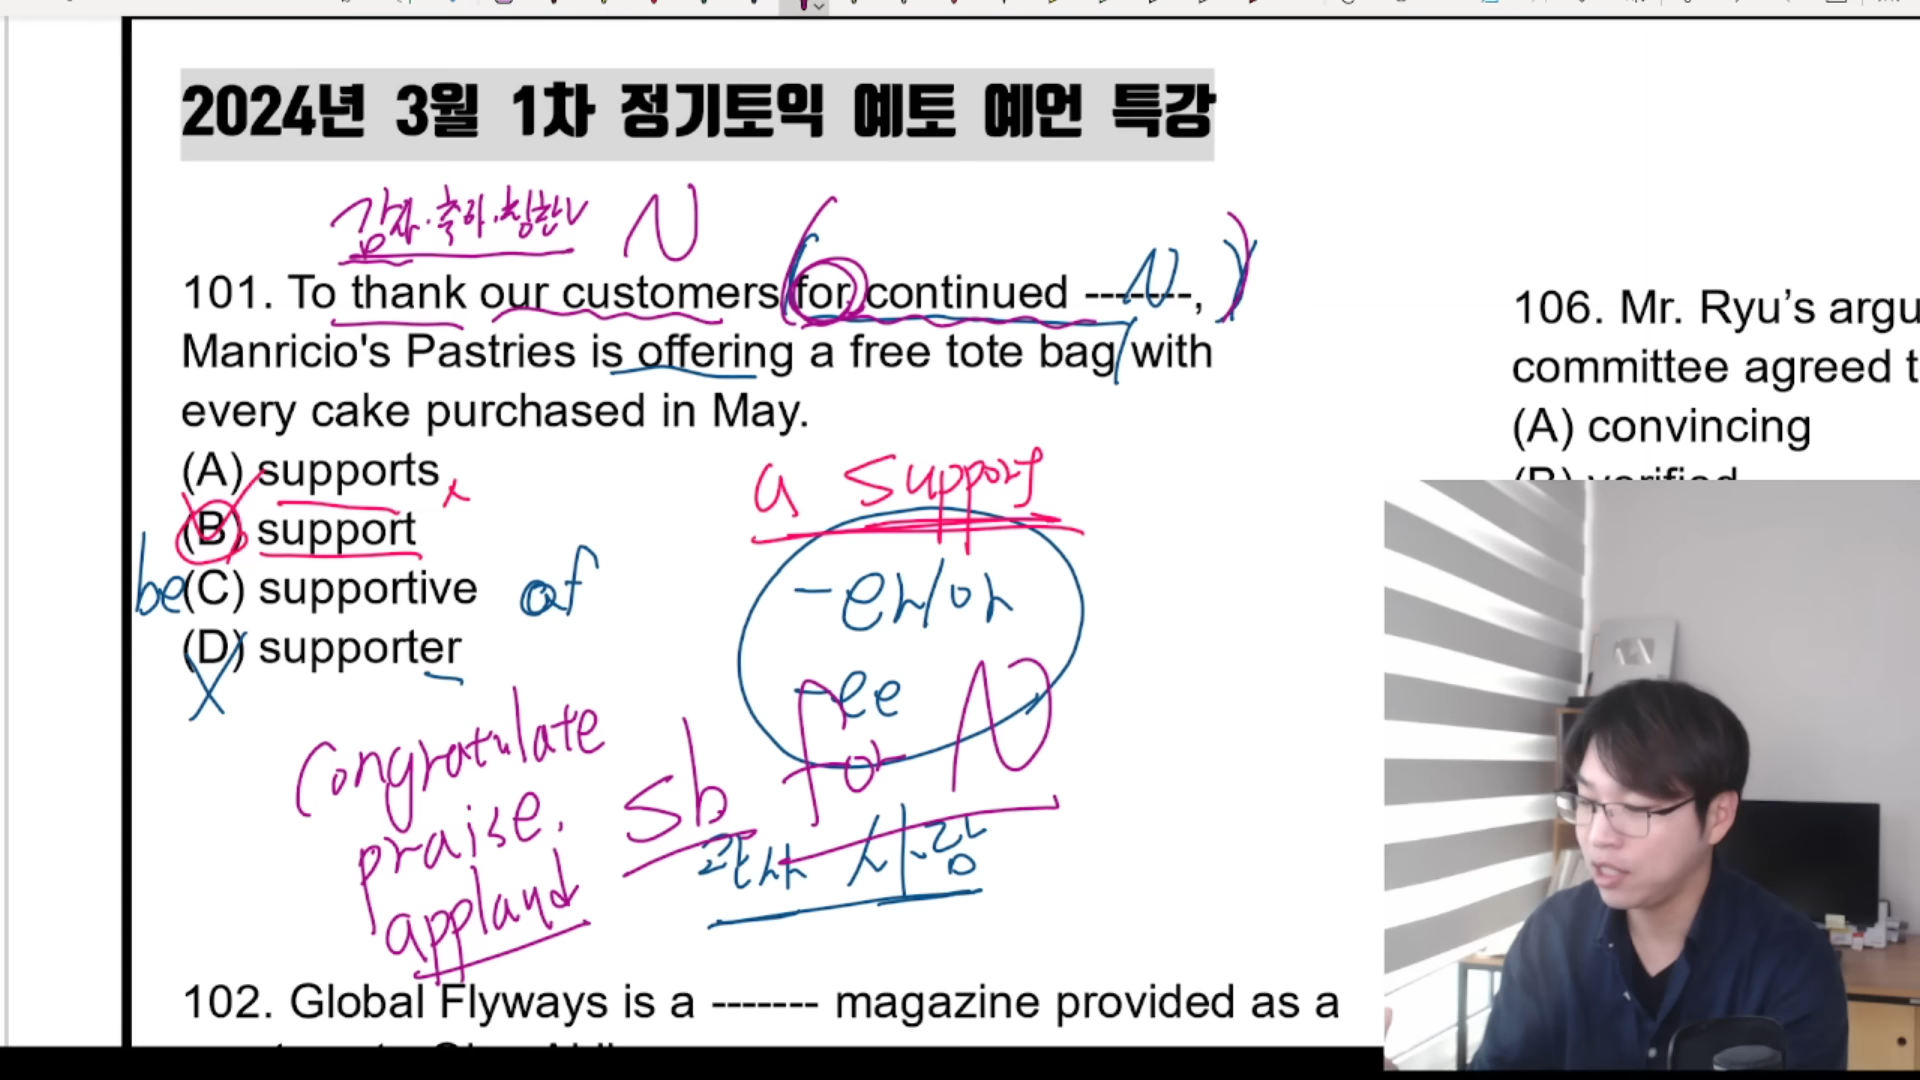 2024년 3월 1차 정기토익 예토 예언 특강
감사·축하·칭찬V N
N
101. To thank our customers for continued -------,
Manricio's Pastries is offering a free tote bag with
every cake purchased in May.
(A) supports x
(B) support
be (C) supportive of
(D) supporter
X
a support
-er/or
-ee
Congratulate
praise.
applaud
sb for N
관사 사람
102. Global Flyways is a ------- magazine provided as a
106. Mr. Ryu's argu
committee agreed t
(A) convincing
(B) verified